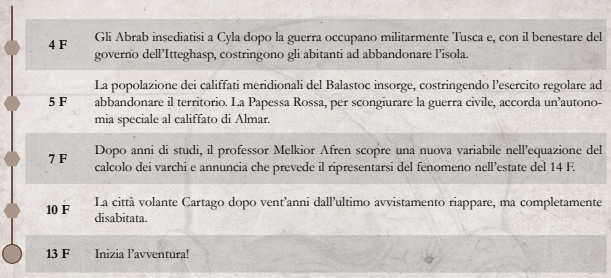 4 F
Gli Abrab insediatisi a Cyla dopo la guerra occupano militarmente Tusca e, con il benestare del
governo dell'Itteghasp, costringono gli abitanti ad abbandonare l'isola.
5 F
La popolazione dei califfati meridionali del Balastoc insorge, costringendo l'esercito regolare ad
abbandonare il territorio. La Papessa Rossa, per scongiurare la guerra civile, accorda un'autono-
mia speciale al califfato di Almar.
7 F
Dopo anni di studi, il professor Melkior Afren scopre una nuova variabile nell'equazione del
calcolo dei varchi e annuncia che prevede il ripresentarsi del fenomeno nell'estate del 14 F.
10 F
La città volante Cartago dopo vent'anni dall'ultimo avvistamento riappare, ma completamente
disabitata.
13 F
Inizia l'avventura!